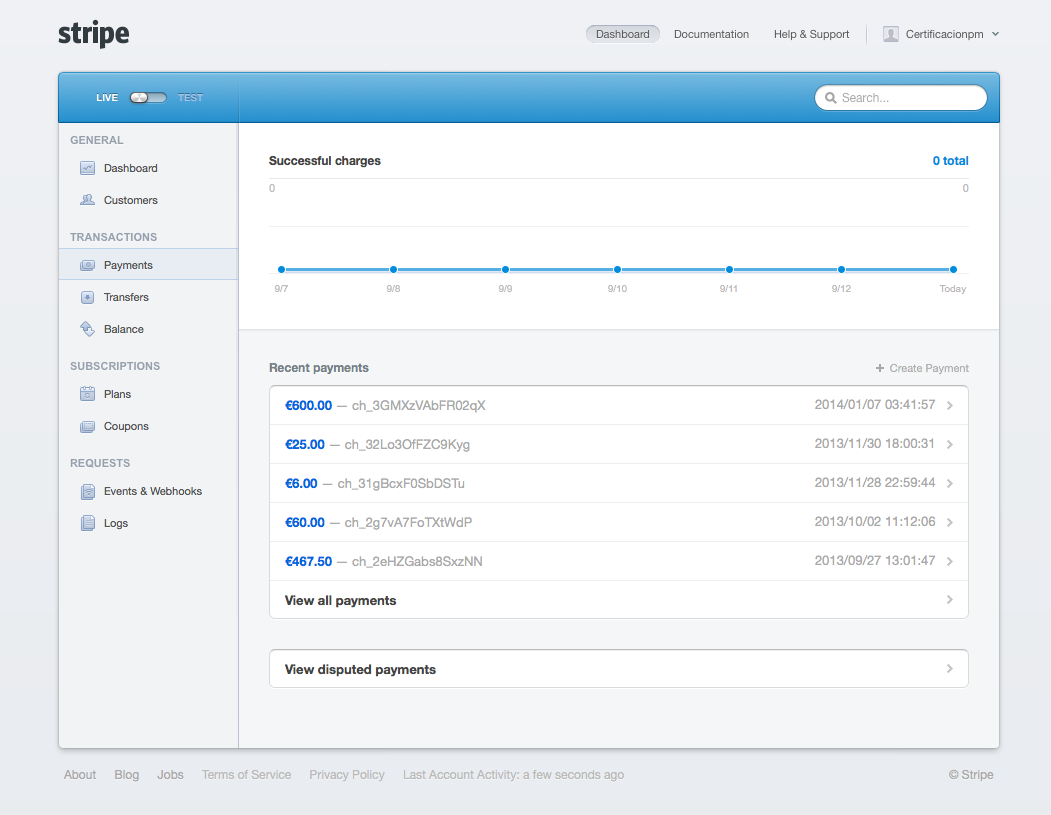 stripe
Dashboard Documentation Help & Support Certificacionpm
LIVE TEST
Search...
GENERAL
Dashboard
Customers
TRANSACTIONS
Payments
Transfers
Balance
SUBSCRIPTIONS
Plans
Coupons
REQUESTS
Events & Webhooks
Logs
Successful charges 0 total
0 0
9/7 9/8 9/9 9/10 9/11 9/12 Today
Recent payments + Create Payment
€600.00 — ch_3GMXzVAbFR02qX 2014/01/07 03:41:57
€25.00 — ch_32Lo3OfFZC9Kyg 2013/11/30 18:00:31
€6.00 — ch_31gBcxF0SbDSTu 2013/11/28 22:59:44
€60.00 — ch_2g7vA7FoTXtWdP 2013/10/02 11:12:06
€467.50 — ch_2eHZGabs8SxzNN 2013/09/27 13:01:47
View all payments
View disputed payments
About Blog Jobs Terms of Service Privacy Policy Last Account Activity: a few seconds ago © Stripe